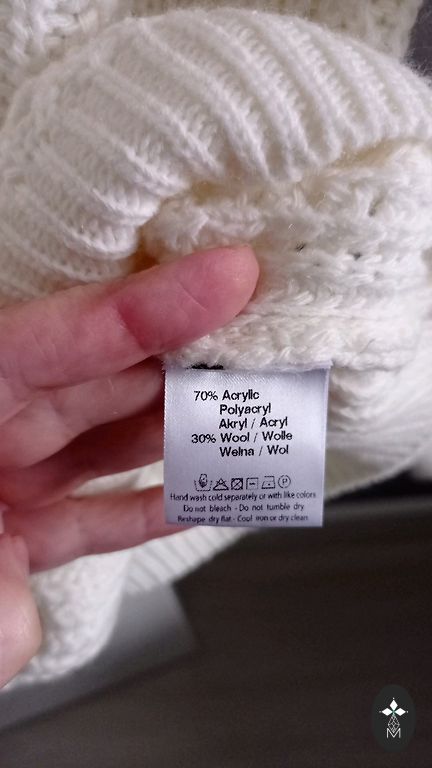 70% Acrylic
Polyacryl
Akryl / Acryl
30% Wool / Wolle
Wełna / Wol
Hand wash cold separately or with like colors
Do not bleach - Do not tumble dry
Reshape dry flat - Cool iron or dry clean
P
M